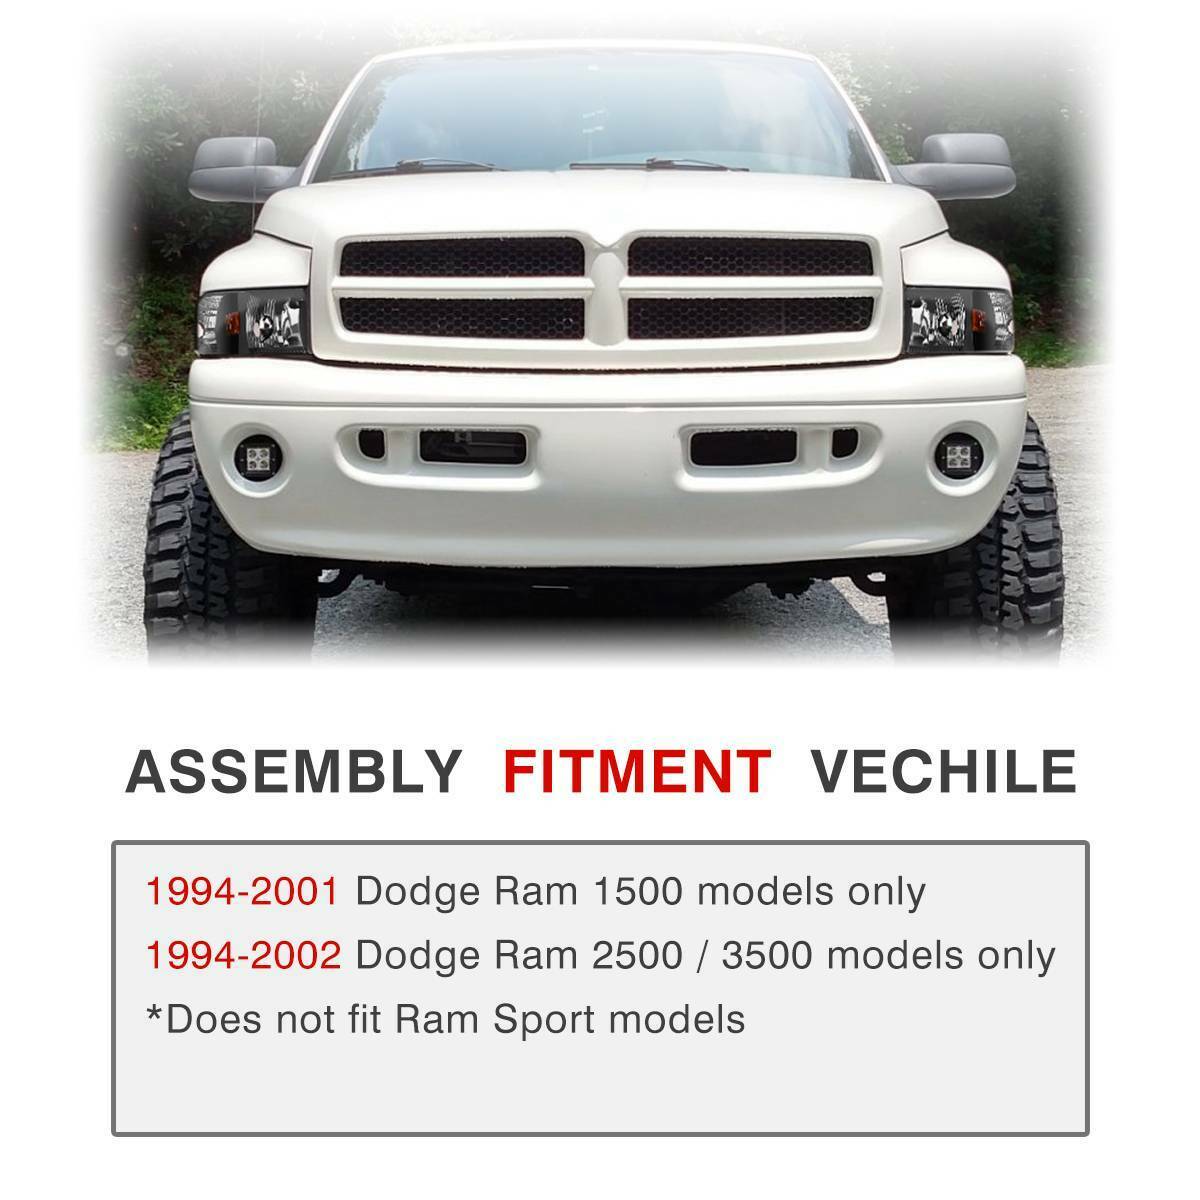 ASSEMBLY FITMENT VECHILE
1994-2001 Dodge Ram 1500 models only
1994-2002 Dodge Ram 2500 / 3500 models only
*Does not fit Ram Sport models